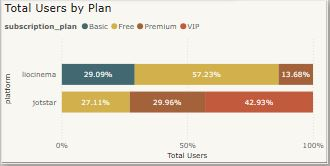 Total Users by Plan
subscription_plan Basic Free Premium VIP
platform
liocinema 29.09% 57.23% 13.68%
jotstar 27.11% 29.96% 42.93%
0% 50% 100%
Total Users